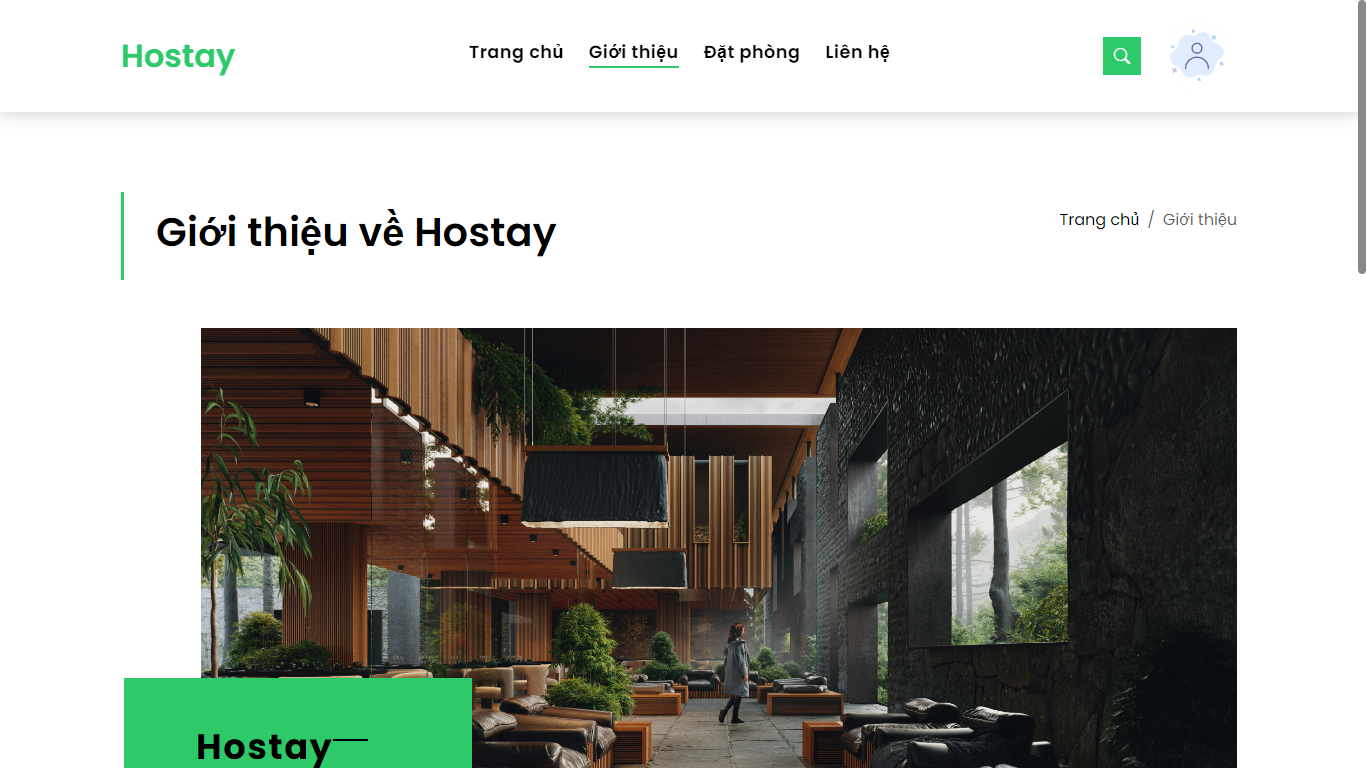 Hostay
Trang chủ Giới thiệu Đặt phòng Liên hệ
Giới thiệu về Hostay
Trang chủ / Giới thiệu
Hostay